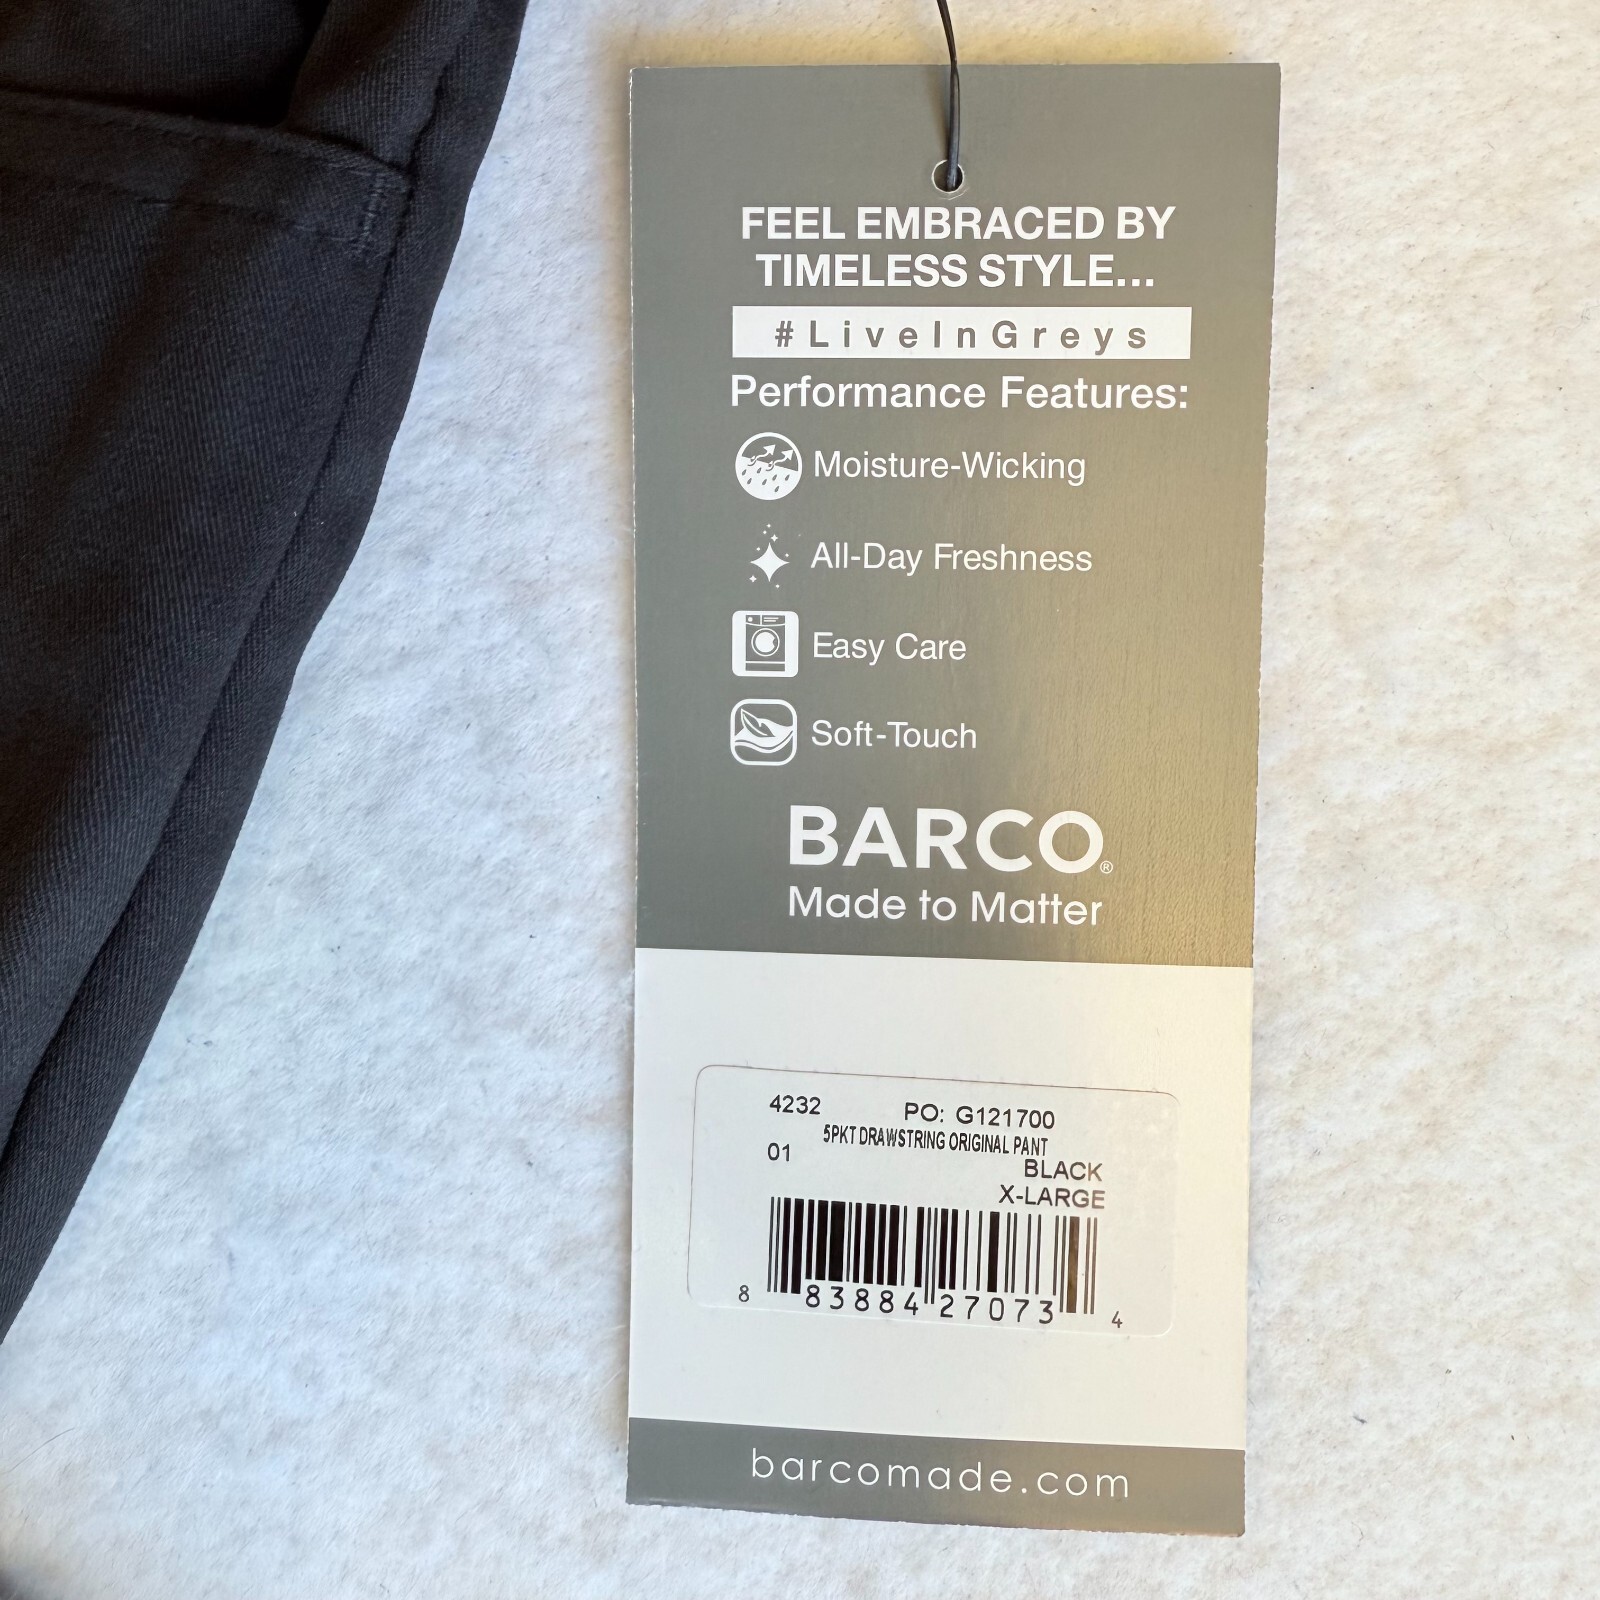 FEEL EMBRACED BY
TIMELESS STYLE...
#LiveInGreys
Performance Features:
Moisture-Wicking
All-Day Freshness
Easy Care
Soft-Touch
BARCO®
Made to Matter
4232 PO: G121700
5PKT DRAWSTRING ORIGINAL PANT
01 BLACK
X-LARGE
8 83884 27073 4
barcomade.com